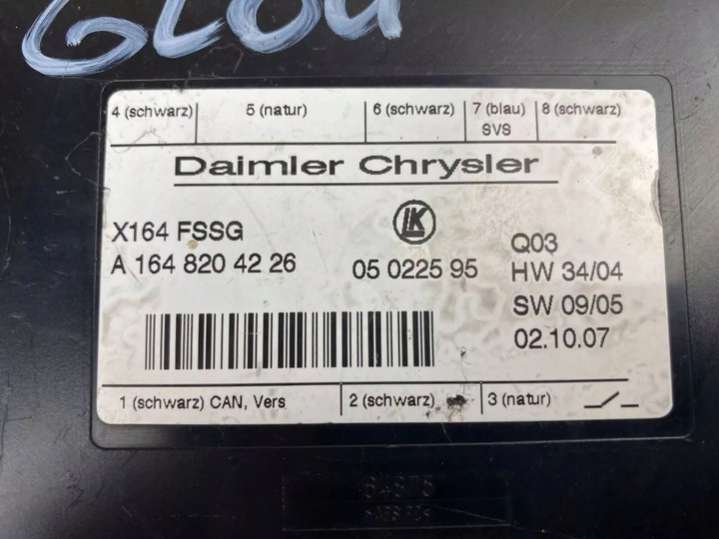 4 (schwarz) 5 (natur) 6 (schwarz) 7 (blau) 8 (schwarz)
SVS
Daimler Chrysler
X164 FSSG LK Q03
A 164 820 42 26 05 0225 95 HW 34/04
SW 09/05
02.10.07
1 (schwarz) CAN, Vers 2 (schwarz) 3 (natur)